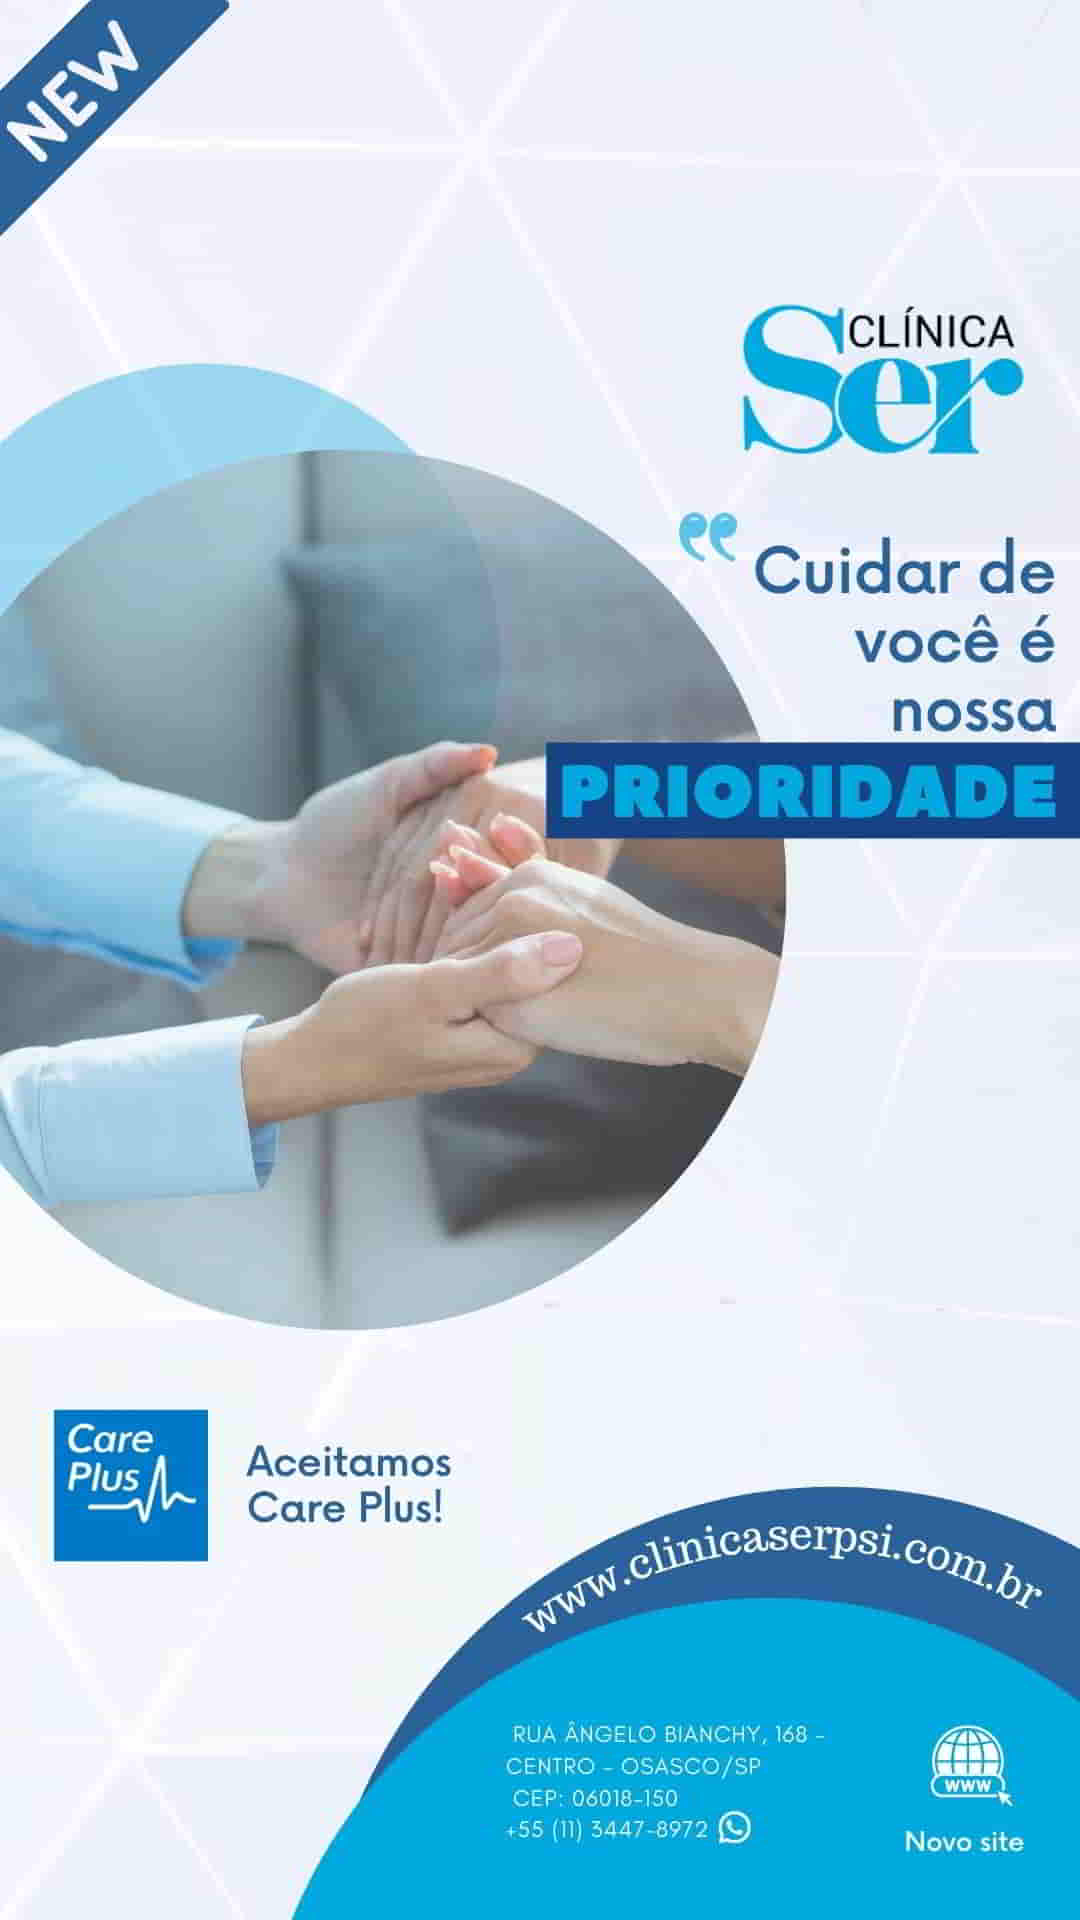 NEW
CLÍNICA
Ser
Cuidar de
você é
nossa
PRIORIDADE
Care
Plus
Aceitamos
Care Plus!
www.clinicaserpsi.com.br
RUA ÂNGELO BIANCHY, 168 -
CENTRO - OSASCO/SP
CEP: 06018-150
+55 (11) 3447-8972
www
Novo site